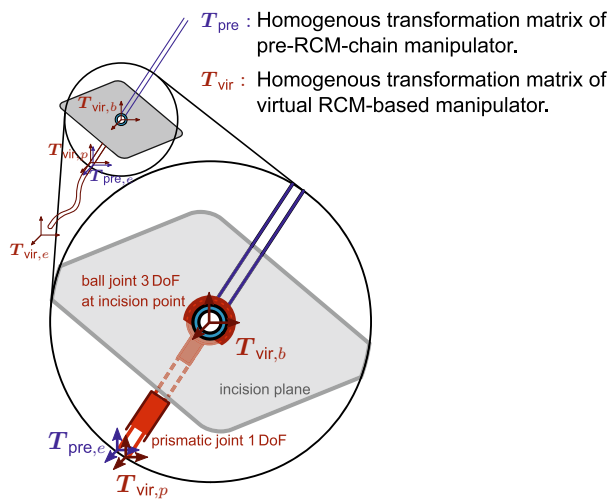 T_pre : Homogenous transformation matrix of
pre-RCM-chain manipulator.
T_vir : Homogenous transformation matrix of
virtual RCM-based manipulator.
T_vir,b
T_vir,p
T_pre,e
T_vir,e
ball joint 3 DoF
at incision point
T_vir,b
incision plane
T_pre,e
prismatic joint 1 DoF
T_vir,p